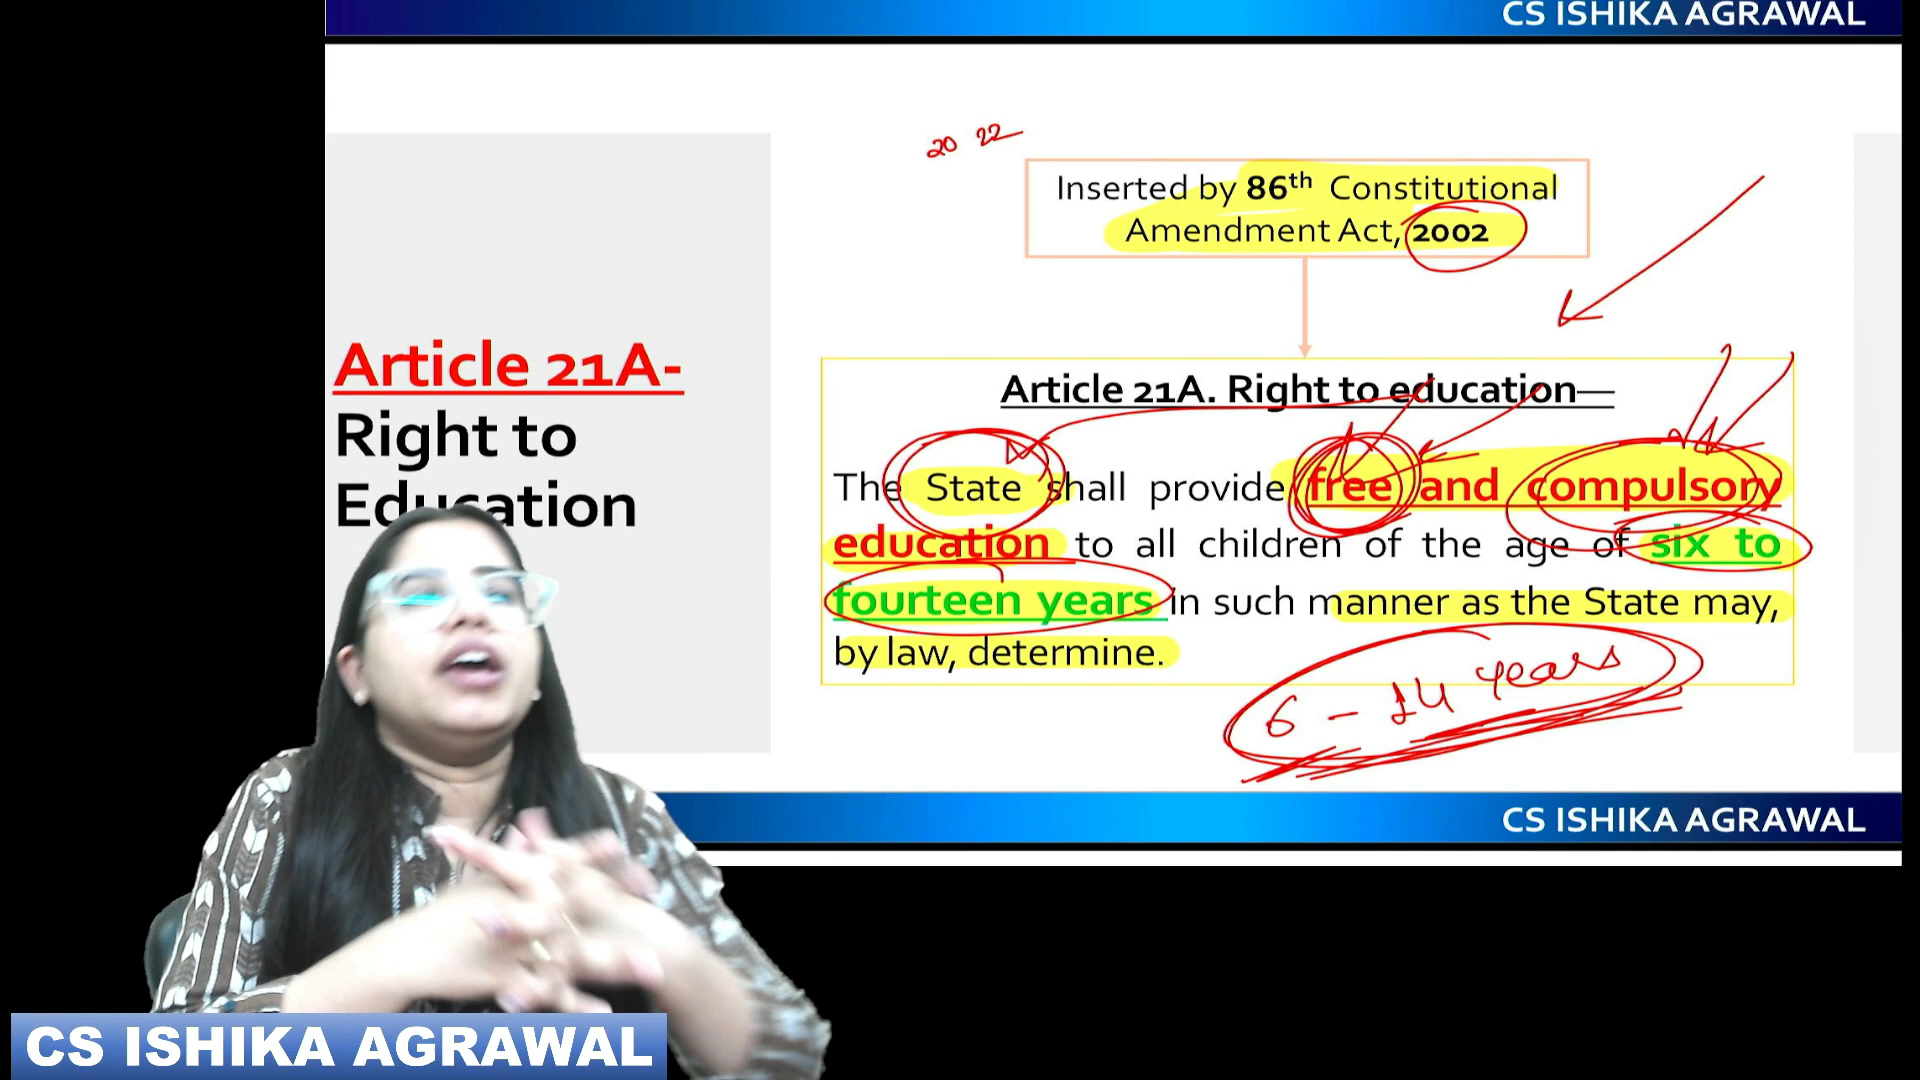 CS ISHIKA AGRAWAL
20 22
Inserted by 86th Constitutional
Amendment Act, 2002
Article 21A-
Right to
Education
Article 21A. Right to education—
The State shall provide free and compulsory
education to all children of the age of six to
fourteen years in such manner as the State may,
by law, determine.
6 - 14 years
CS ISHIKA AGRAWAL
CS ISHIKA AGRAWAL